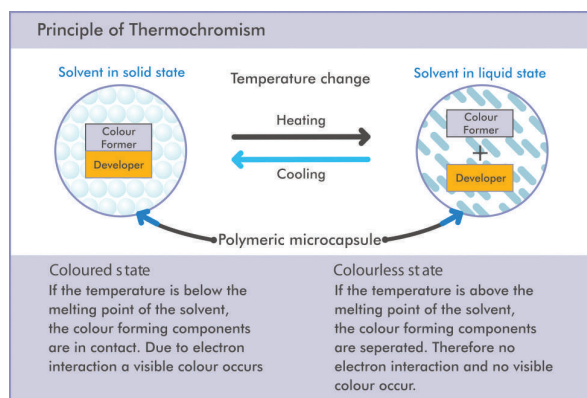 Principle of Thermochromism
Solvent in solid state
Temperature change
Solvent in liquid state
Heating
Cooling
Colour
Former
Developer
Colour
Former
+
Developer
Polymeric microcapsule
Coloured state
If the temperature is below the
melting point of the solvent,
the colour forming components
are in contact. Due to electron
interaction a visible colour occurs
Colourless state
If the temperature is above the
melting point of the solvent,
the colour forming components
are seperated. Therefore no
electron interaction and no visible
colour occur.